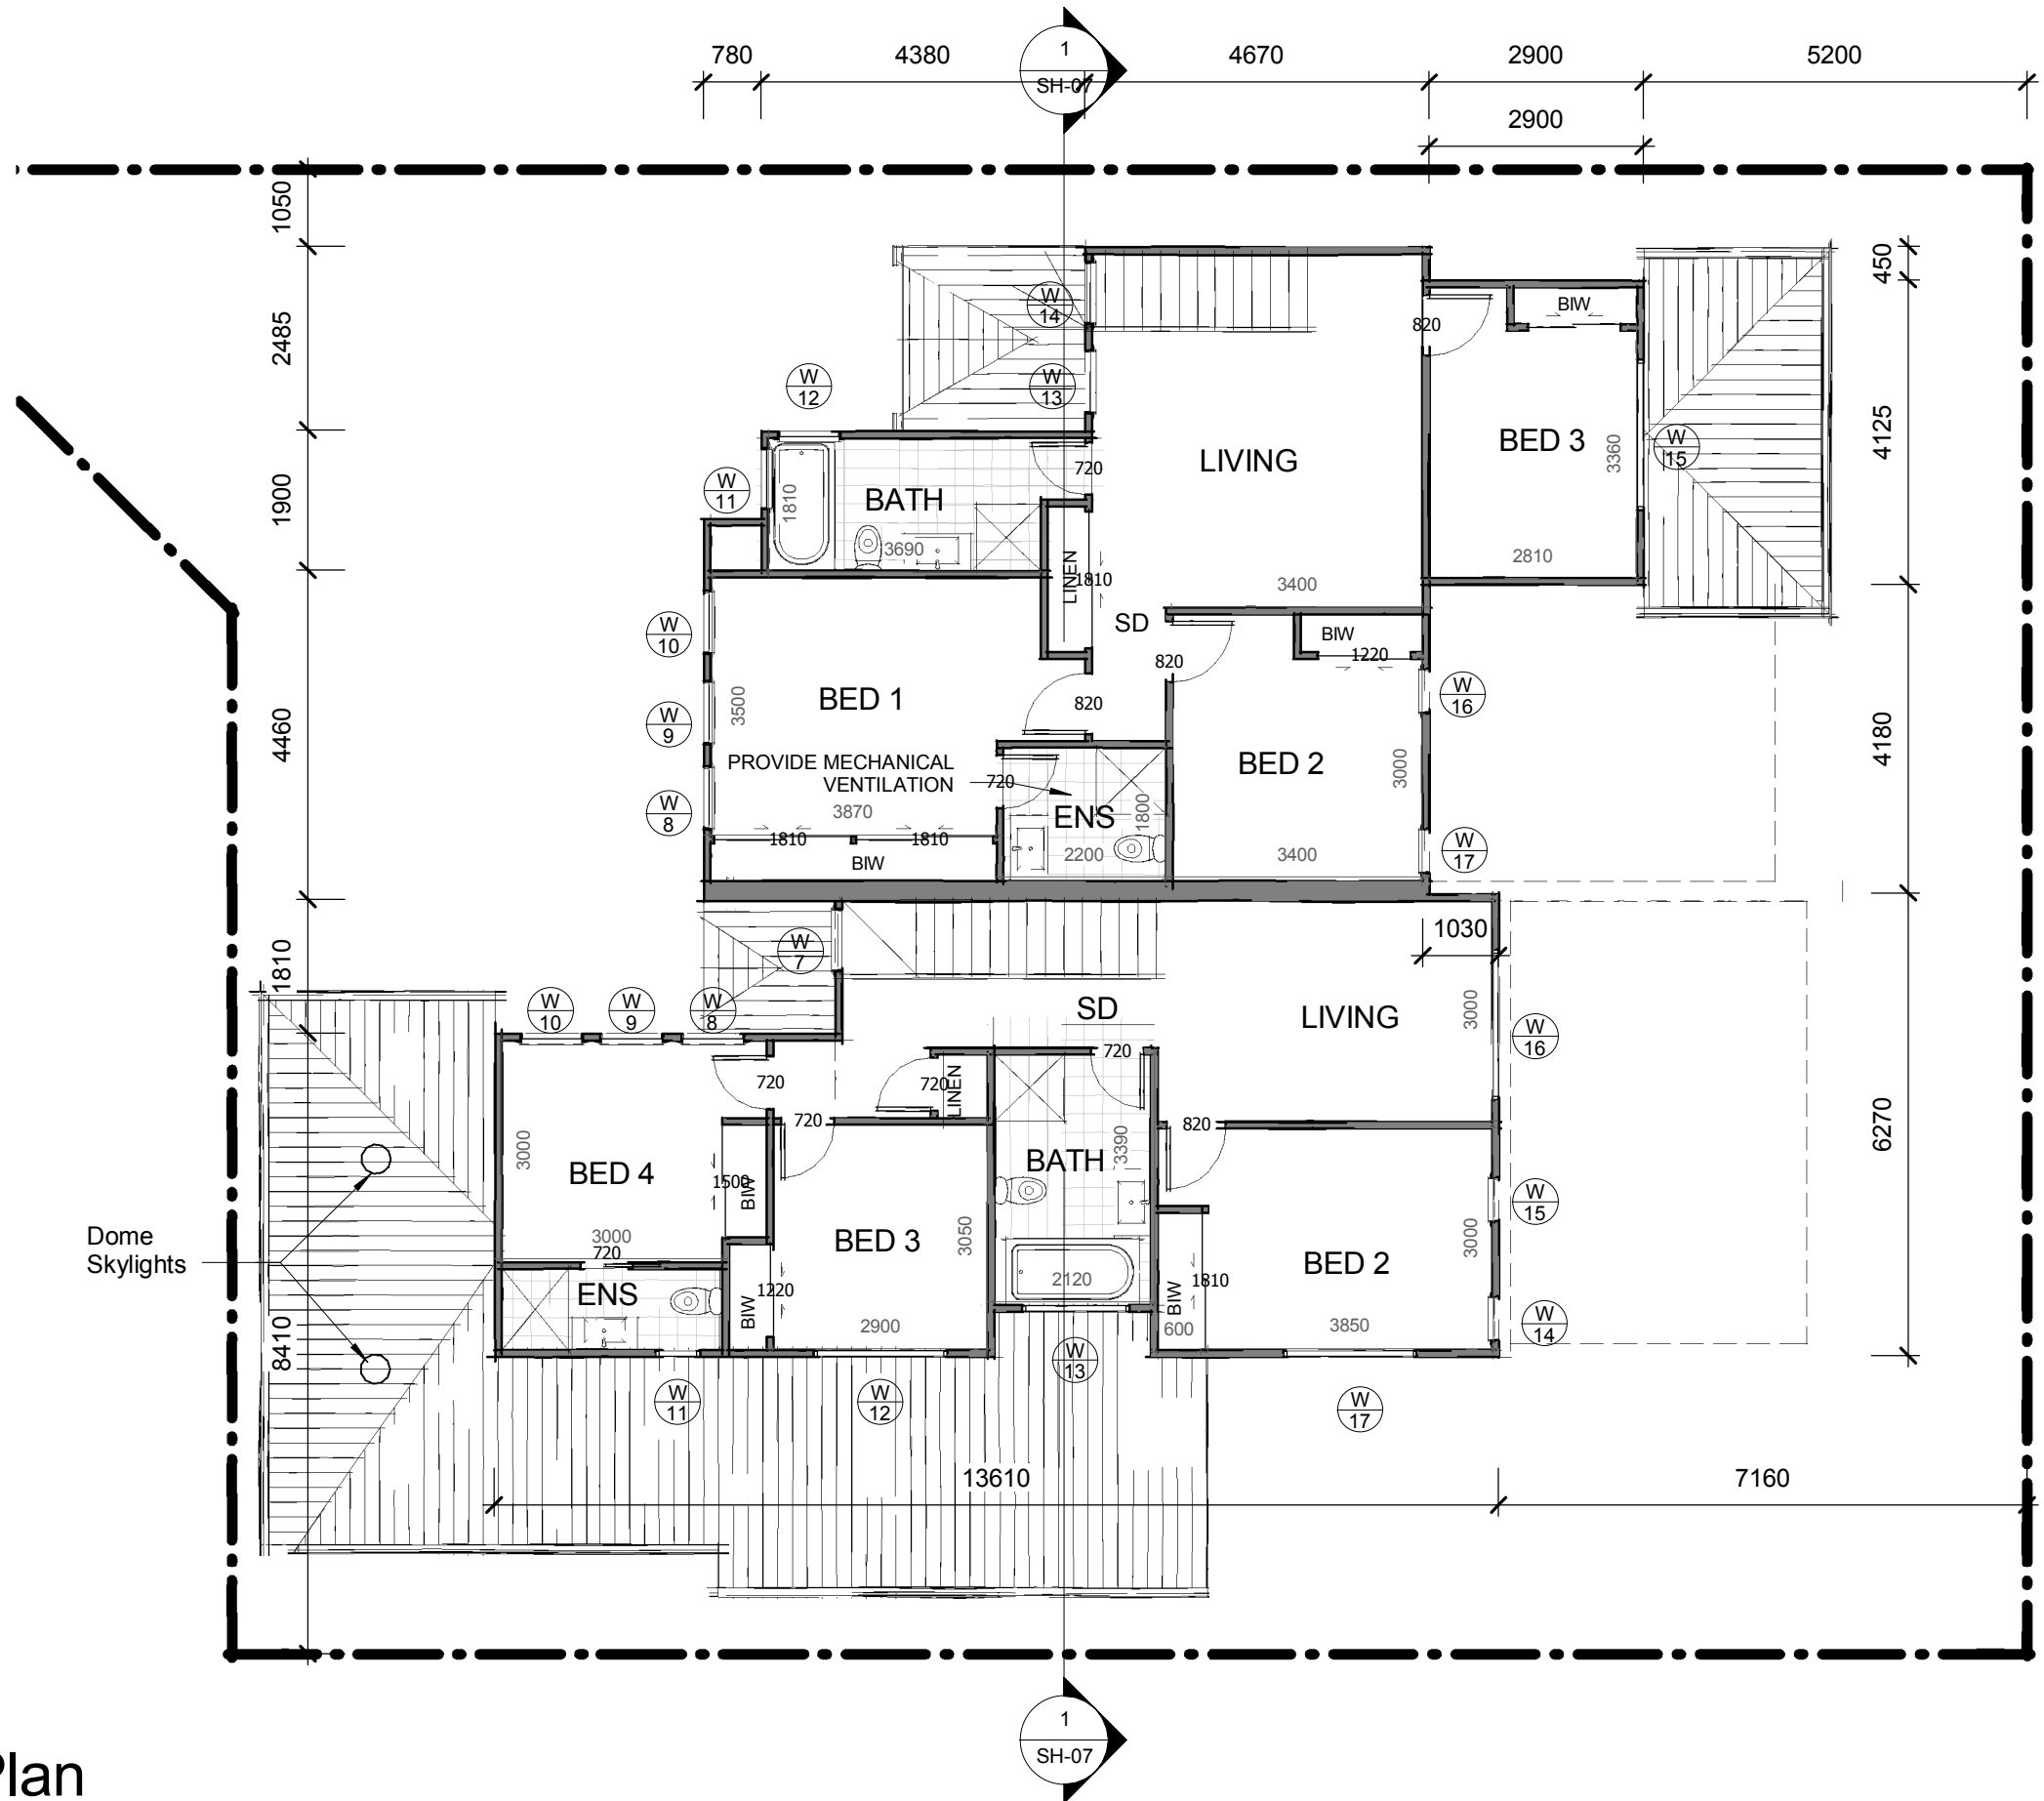 1
SH-07
780
4380
4670
2900
5200
2900
1050
2485
1900
4460
1810
8410
450
4125
4180
6270
W
14
W
13
W
12
W
11
820
BIW
BED 3
3360
2810
W
15
LIVING
3400
720
BATH
1810
3690
LINEN
1810
SD
W
10
W
9
W
8
BED 1
3500
820
820
BIW
1220
W
16
W
17
BED 2
3000
3400
PROVIDE MECHANICAL
VENTILATION
720
ENS
1800
2200
3870
1810
1810
BIW
1030
W
7
W
10
W
9
W
8
SD
LIVING
3000
W
16
720
720
LINEN
720
720
820
BED 4
3000
3000
1500
BIW
BATH
3390
2120
W
15
BED 3
3050
2900
BED 2
3000
3850
Dome
Skylights
720
ENS
BIW
1220
BIW
1810
600
W
14
W
13
W
11
W
12
W
17
13610
7160
1
SH-07
Plan